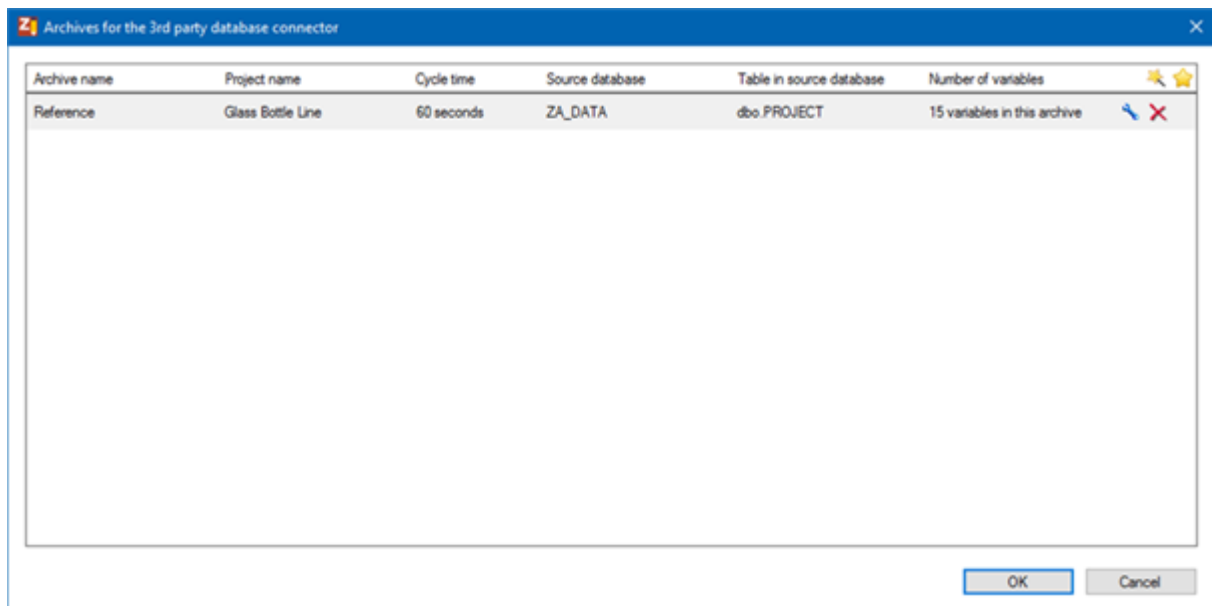 Archives for the 3rd party database connector
Archive name Project name Cycle time Source database Table in source database Number of variables
Reference Glass Bottle Line 60 seconds ZA_DATA dbo.PROJECT 15 variables in this archive
OK Cancel